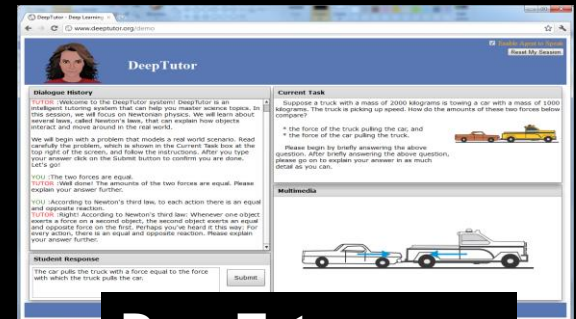 DeepTutor - Deep Learning
www.deeptutor.org/demo
Enable Agent to Speak
Reset My Session
DeepTutor
Dialogue History
TUTOR :Welcome to the DeepTutor system! DeepTutor is an
intelligent tutoring system that can help you master science topics. In
this session, we will focus on Newtonian physics. We will learn about
several laws, called Newton's laws, that can explain how objects
interact and move around in the real world.
We will begin with a problem that models a real world scenario. Read
carefully the problem, which is shown in the Current Task box at the
top right of the screen, and follow the instructions. After you type
your answer click on the Submit button to confirm you are done.
Let's go!
YOU :The two forces are equal.
TUTOR :Well done! The amounts of the two forces are equal. Please
explain your answer further.
YOU :According to Newton's third law, to each action there is an equal
and opposite reaction.
TUTOR :Right! According to Newton's third law: Whenever one object
exerts a force on a second object, the second object exerts an equal
and opposite force on the first. Perhaps you've heard it this way: For
every action, there is an equal and opposite reaction. Please explain
your answer further.
Student Response
The car pulls the truck with a force equal to the force
with which the truck pulls the car.
Submit
Current Task
Suppose a truck with a mass of 2000 kilograms is towing a car with a mass of 1000
kilograms. The truck is picking up speed. How do the amounts of these two forces below
compare?
* the force of the truck pulling the car, and
* the force of the car pulling the truck.
Please begin by briefly answering the above
question. After briefly answering the above question,
please go on to explain your answer in as much
detail as you can.
Multimedia